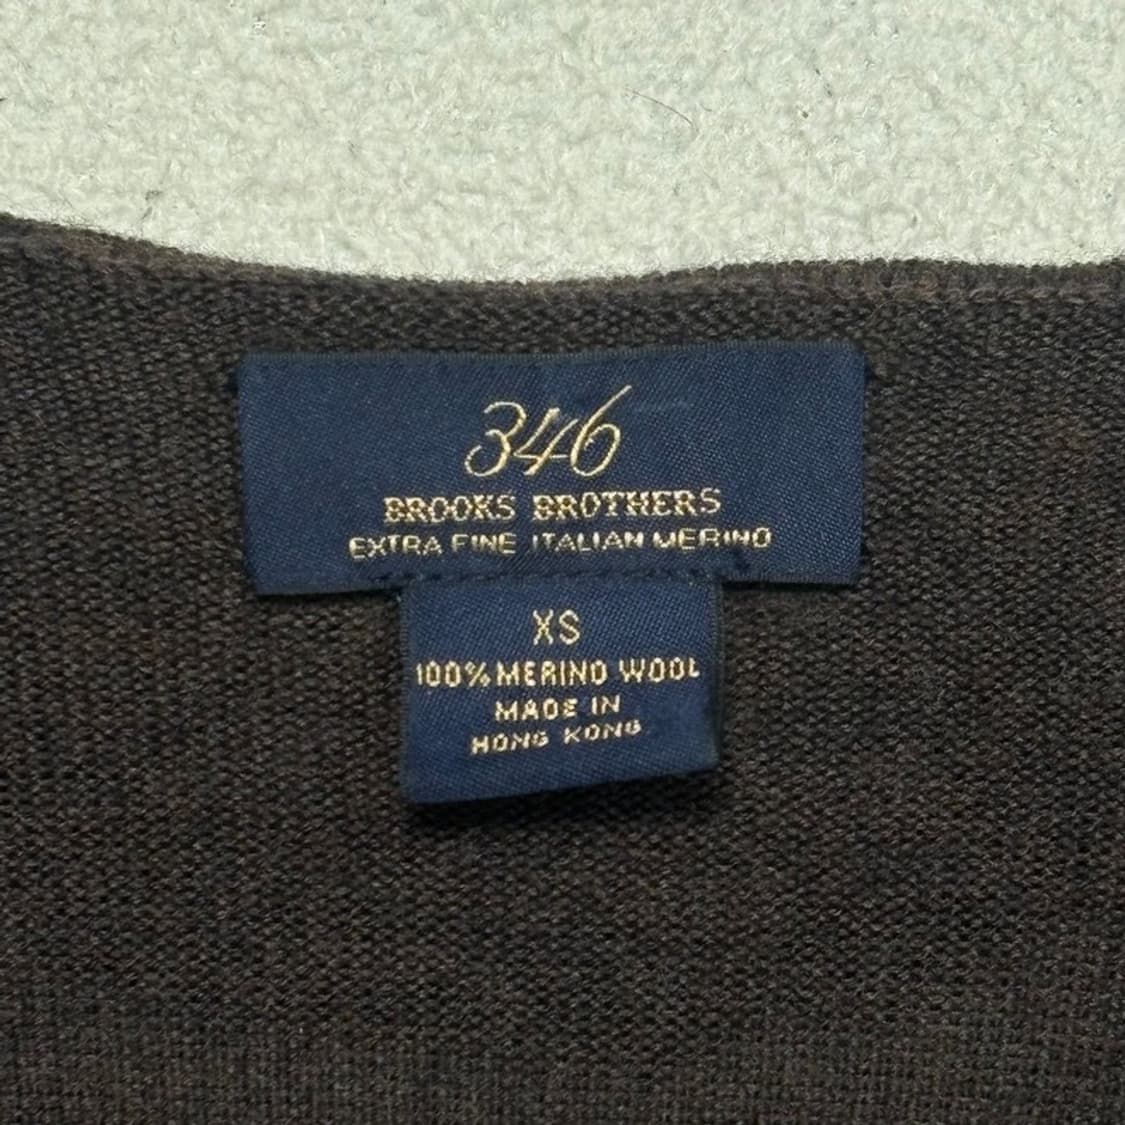 346
BROOKS BROTHERS
EXTRA FINE ITALIAN MERINO
XS
100% MERINO WOOL
MADE IN
HONG KONG